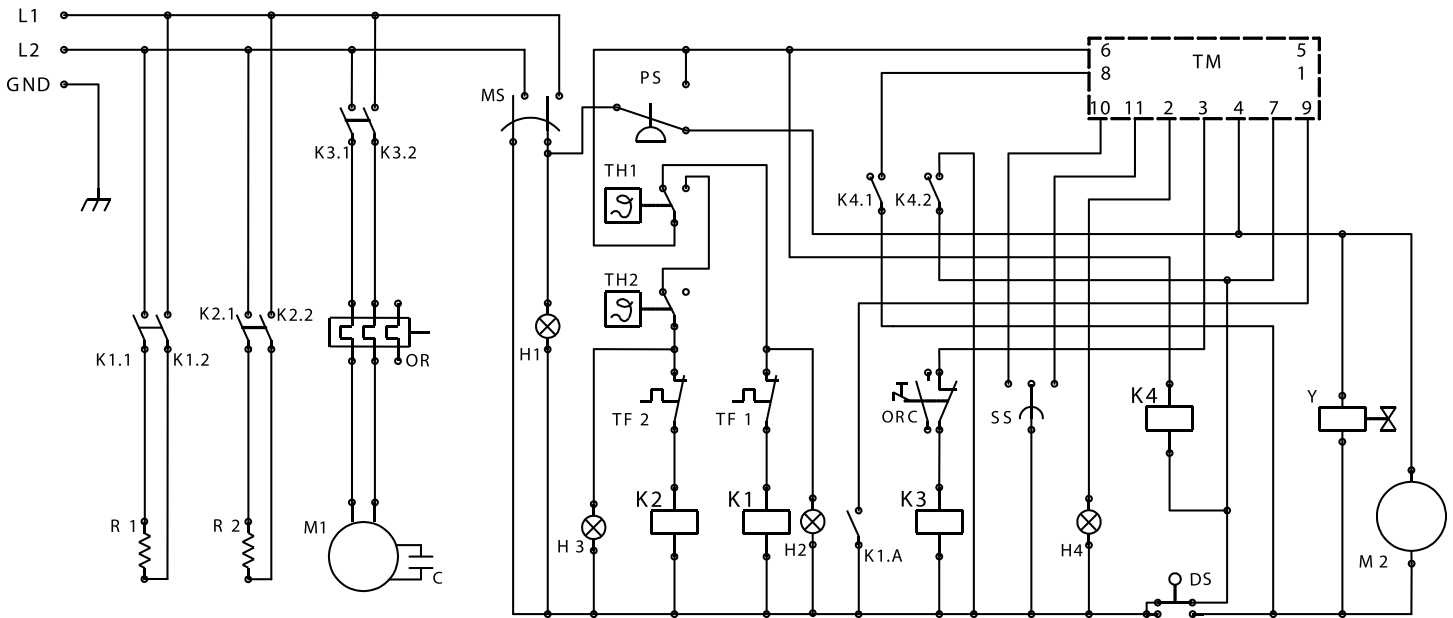 L1
L2
GND
MS
PS
TM
6
5
8
1
10 11 2 3 4 7 9
K3.1
K3.2
TH1
K4.1
K4.2
TH2
K2.1
K2.2
H1
K1.1
K1.2
OR
TF 2
TF 1
ORC
SS
K4
Y
R 1
R 2
M1
C
H 3
K2
K1
H2
K1.A
K3
H4
M 2
DS